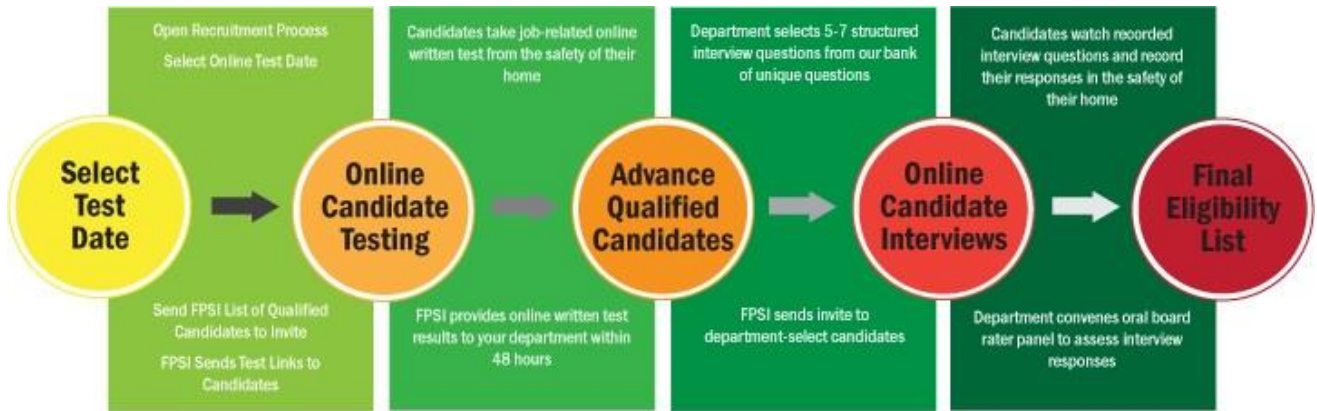 Open Recruitment Process
Select Online Test Date
Candidates take job-related online
written test from the safety of their
home
Department selects 5-7 structured
interview questions from our bank
of unique questions
Candidates watch recorded
interview questions and record
their responses in the safety of
their home
Select
Test
Date
Online
Candidate
Testing
Advance
Qualified
Candidates
Online
Candidate
Interviews
Final
Eligibility
List
Send FPSI List of Qualified
Candidates to Invite
FPSI Sends Test Links to
Candidates
FPSI provides online written test
results to your department within
48 hours
FPSI sends invite to
department-select candidates
Department convenes oral board
rater panel to assess interview
responses